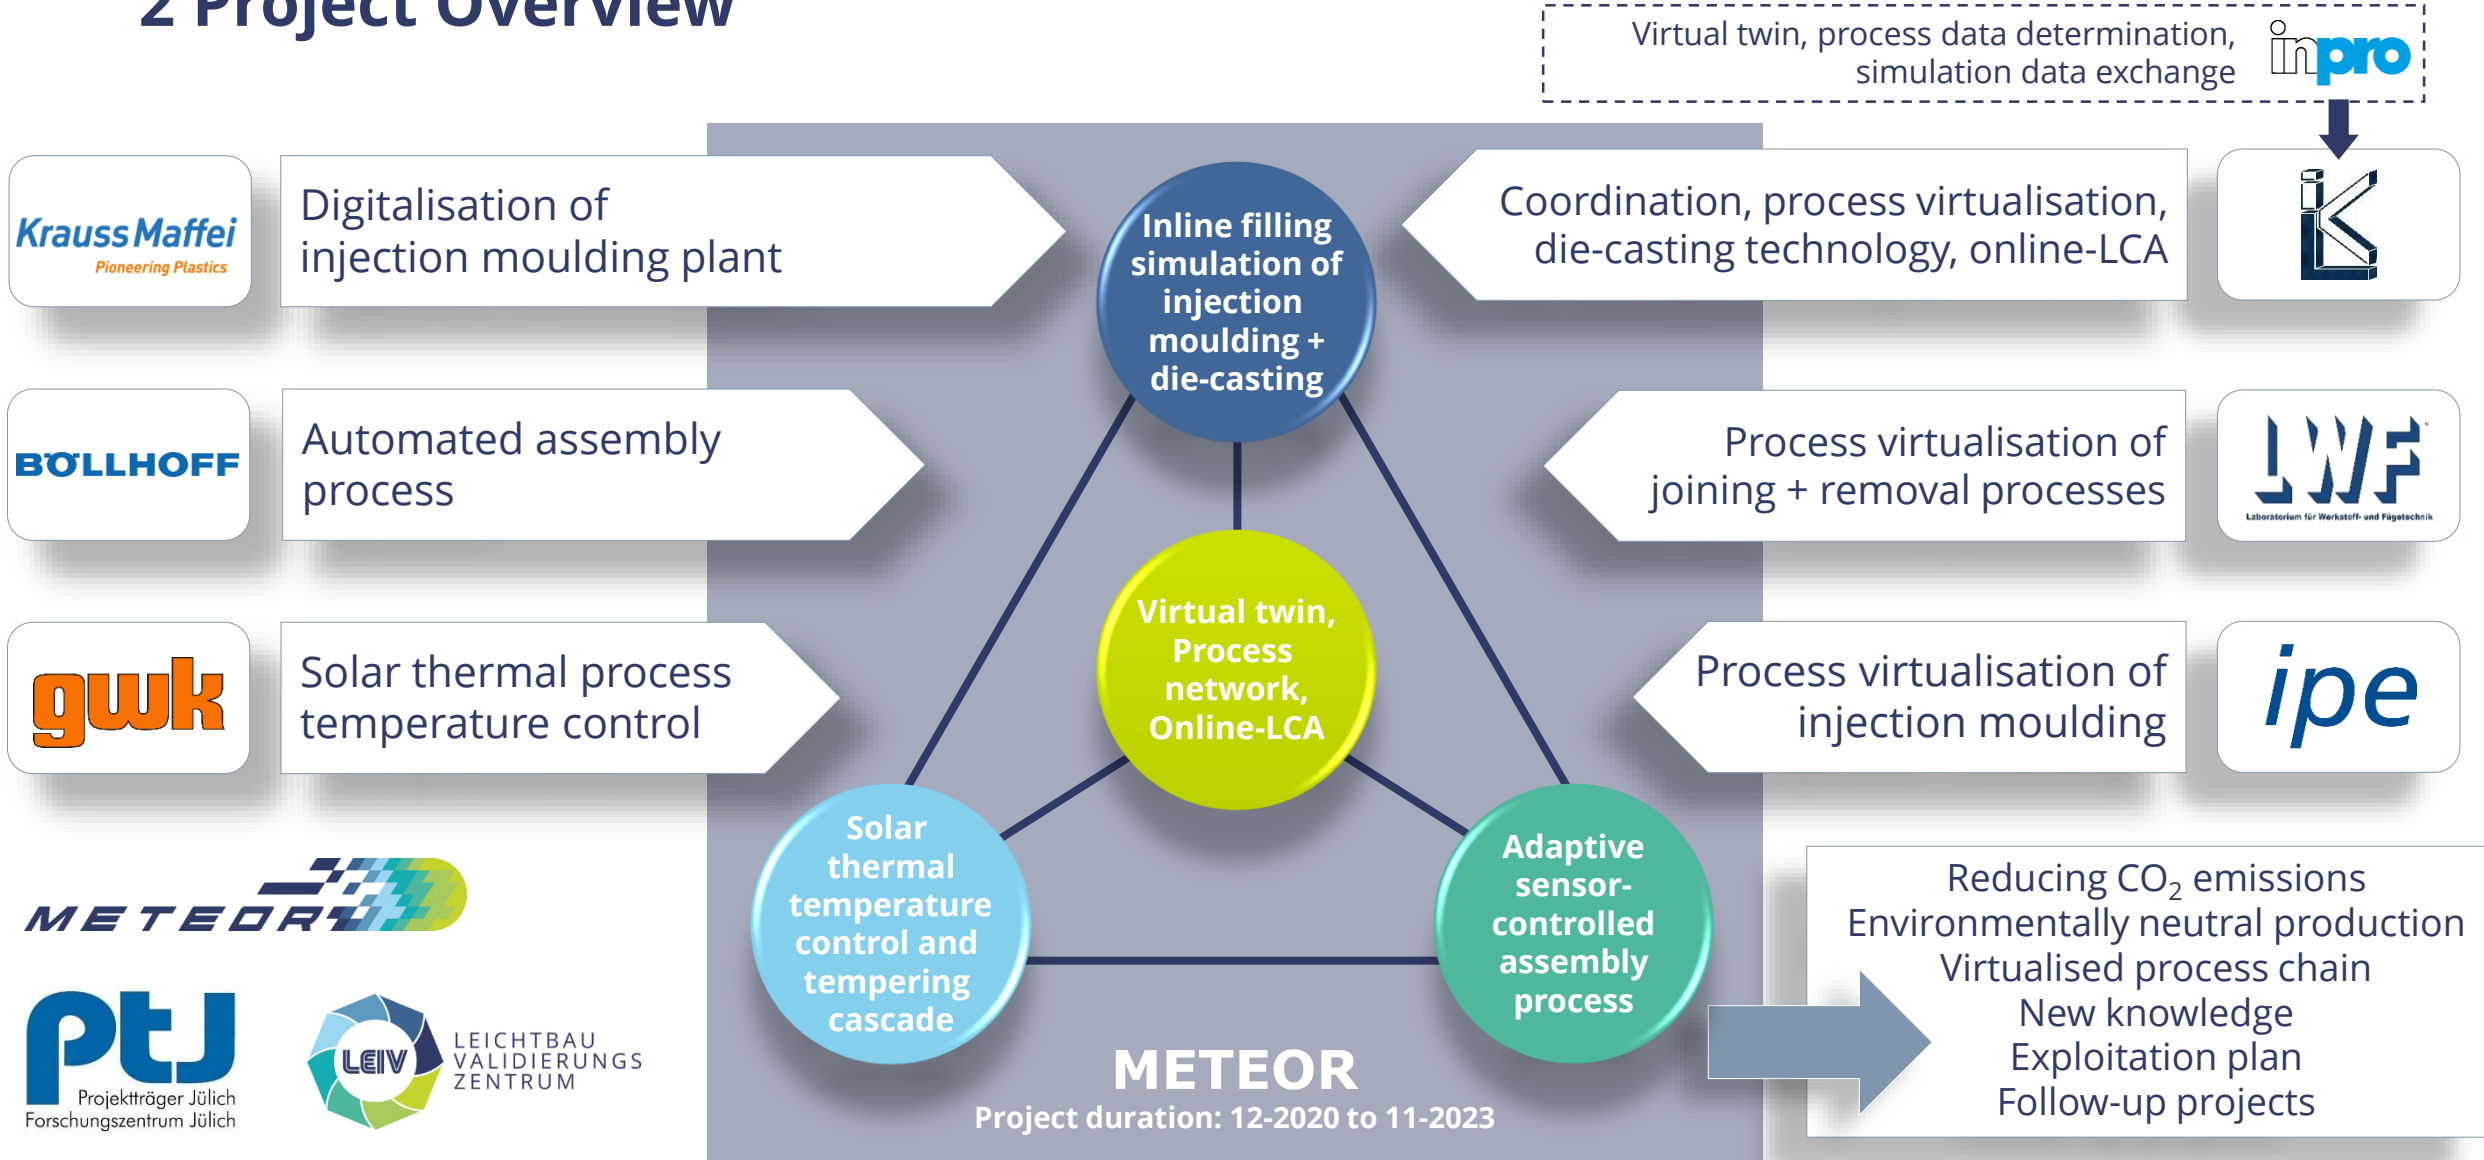 2 Project Overview
Virtual twin, process data determination,
simulation data exchange
inpro
Krauss Maffei
Pioneering Plastics
Digitalisation of
injection moulding plant
Inline filling
simulation of
injection
moulding +
die-casting
Coordination, process virtualisation,
die-casting technology, online-LCA
BÖLLHOFF
Automated assembly
process
Process virtualisation of
joining + removal processes
LWF
Laboratorium für Werkstoff- und Fügetechnik
gwk
Solar thermal process
temperature control
Virtual twin,
Process
network,
Online-LCA
Process virtualisation of
injection moulding
ipe
Solar
thermal
temperature
control and
tempering
cascade
Adaptive
sensor-
controlled
assembly
process
METEOR
ptJ
Projektträger Jülich
Forschungszentrum Jülich
LEIV
LEICHTBAU
VALIDIERUNGS
ZENTRUM
METEOR
Project duration: 12-2020 to 11-2023
Reducing CO₂ emissions
Environmentally neutral production
Virtualised process chain
New knowledge
Exploitation plan
Follow-up projects